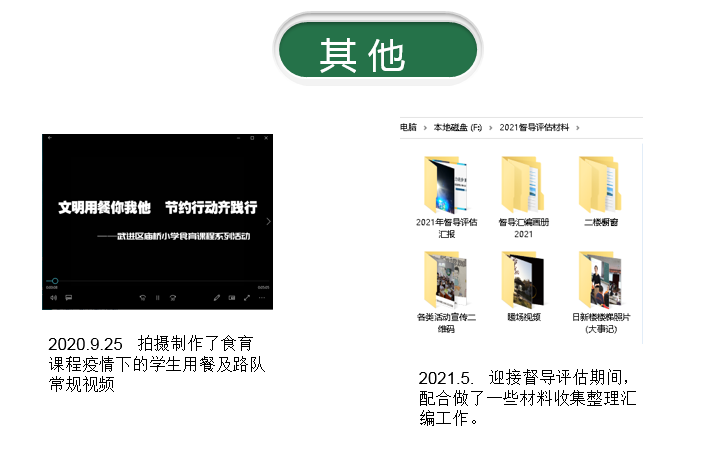 其 他
文明用餐你我他 节约行动齐践行
——武进区庙桥小学食育课程系列活动
2020.9.25 拍摄制作了食育
课程疫情下的学生用餐及路队
常规视频
电脑 › 本地磁盘 (F:) › 2021督导评估材料 ›
2021年督导评估
汇报
督导汇编画册
2021
二楼橱窗
各类活动宣传二
维码
暖场视频
日新楼楼梯照片
(大事记)
2021.5. 迎接督导评估期间，
配合做了一些材料收集整理汇
编工作。